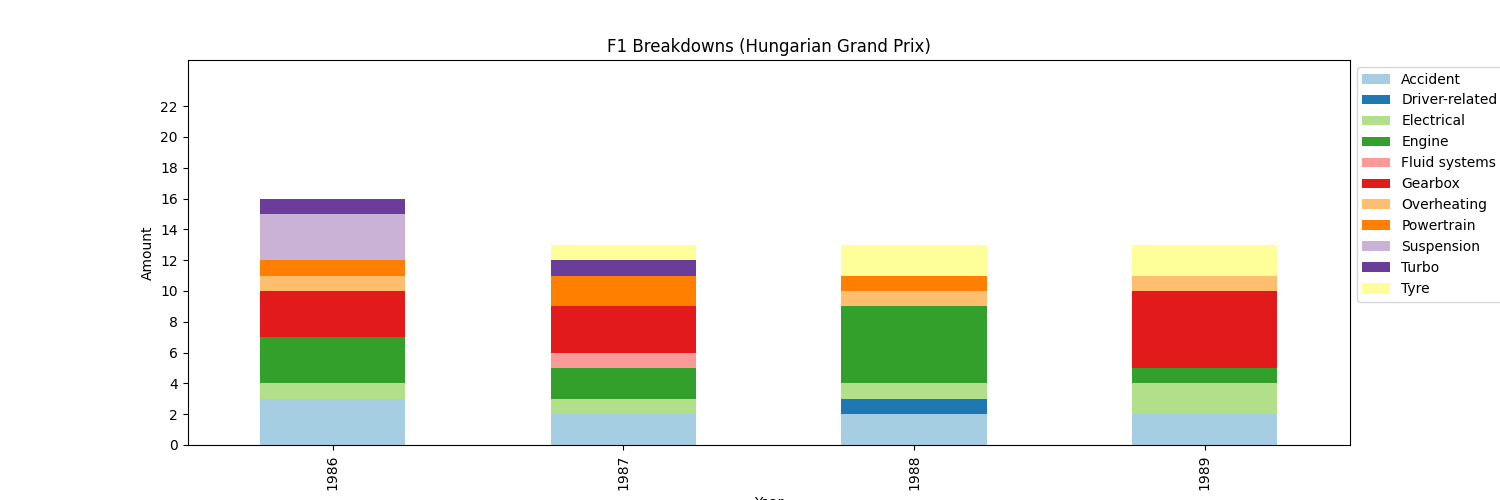 F1 Breakdowns (Hungarian Grand Prix)
Amount
22
20
18
16
14
12
10
8
6
4
2
0
1986
1987
1988
1989
Year
Accident
Driver-related
Electrical
Engine
Fluid systems
Gearbox
Overheating
Powertrain
Suspension
Turbo
Tyre